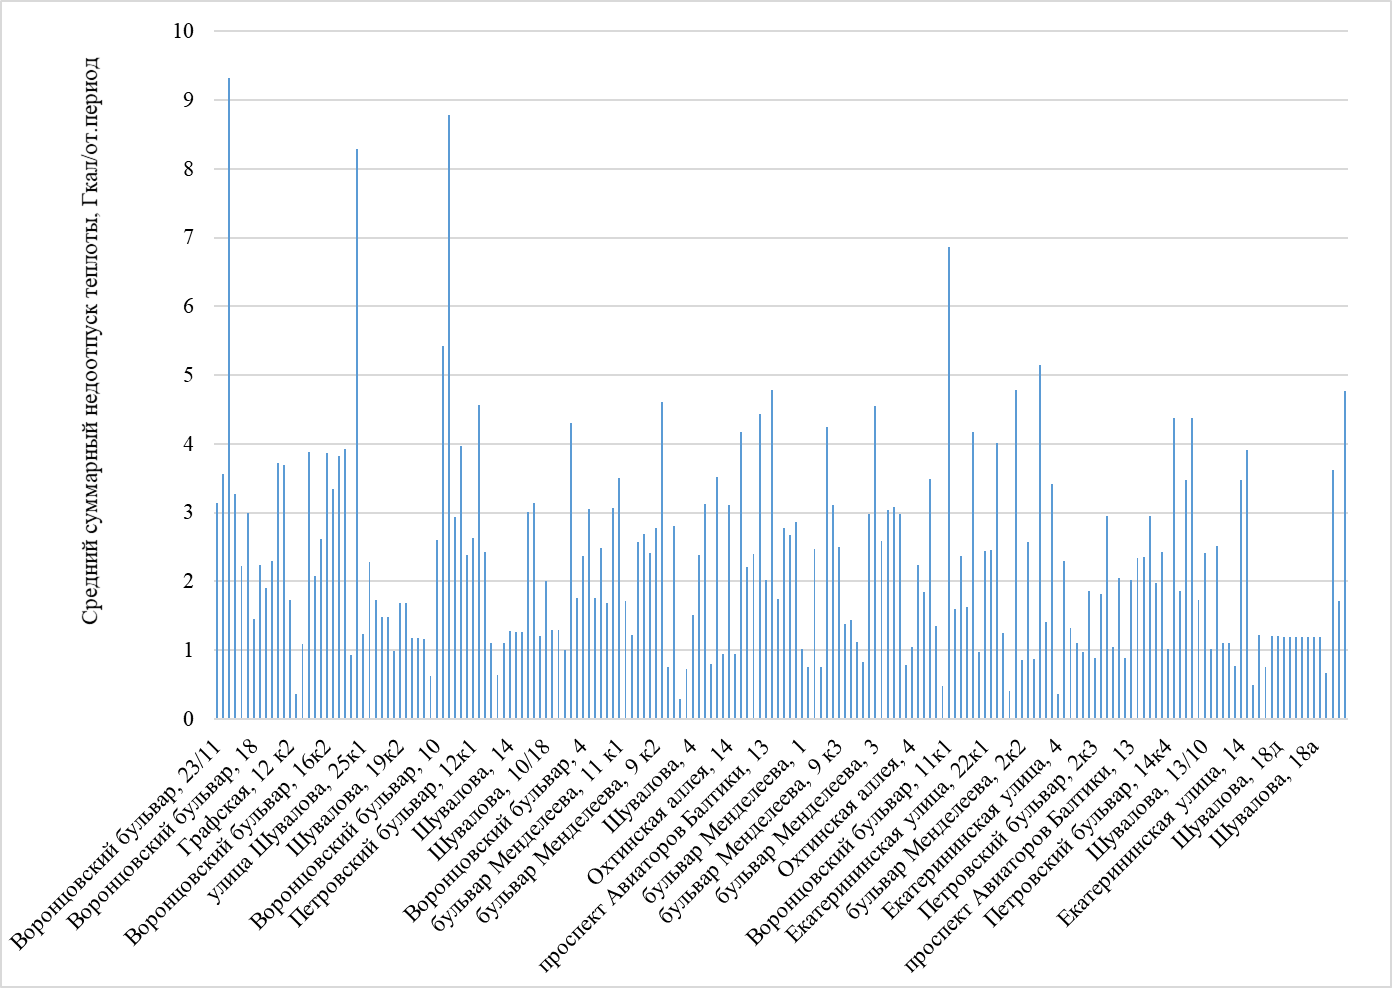 Средний суммарный недоотпуск теплоты, Гкал/от.период
10
9
8
7
6
5
4
3
2
1
0
Воронцовский бульвар, 23/11
Воронцовский бульвар, 18
Графская, 12 к2
Воронцовский бульвар, 16к2
улица Шувалова, 25к1
Шувалова, 19к2
Воронцовский бульвар, 10
Петровский бульвар, 12к1
Шувалова, 14
Шувалова, 10/18
Воронцовский бульвар, 4
бульвар Менделеева, 11 к1
бульвар Менделеева, 9 к2
Шувалова, 4
Охтинская аллея, 14
проспект Авиаторов Балтики, 13
бульвар Менделеева, 1
бульвар Менделеева, 9 к3
бульвар Менделеева, 3
Охтинская аллея, 4
Воронцовский бульвар, 11к1
Екатерининская улица, 22к1
бульвар Менделеева, 2к2
Екатерининская улица, 4
Петровский бульвар, 2к3
проспект Авиаторов Балтики, 13
Петровский бульвар, 14к4
Шувалова, 13/10
Екатерининская улица, 14
Шувалова, 18д
Шувалова, 18а